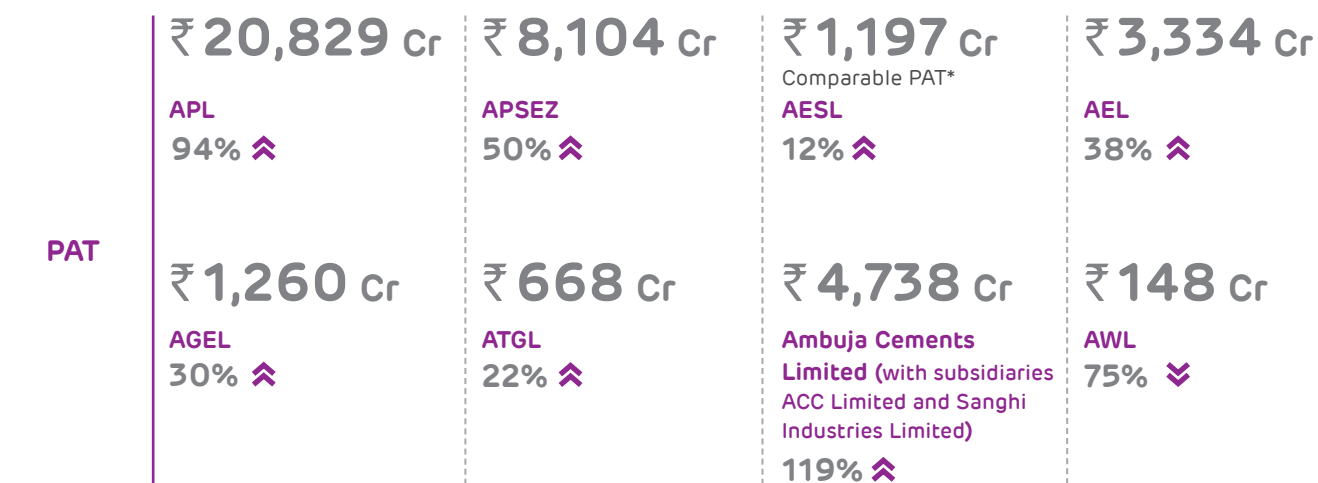 PAT
₹20,829 Cr
APL
94%
₹8,104 Cr
APSEZ
50%
₹1,197 Cr
Comparable PAT*
AESL
12%
₹3,334 Cr
AEL
38%
₹1,260 Cr
AGEL
30%
₹668 Cr
ATGL
22%
₹4,738 Cr
Ambuja Cements
Limited (with subsidiaries
ACC Limited and Sanghi
Industries Limited)
119%
₹148 Cr
AWL
75%